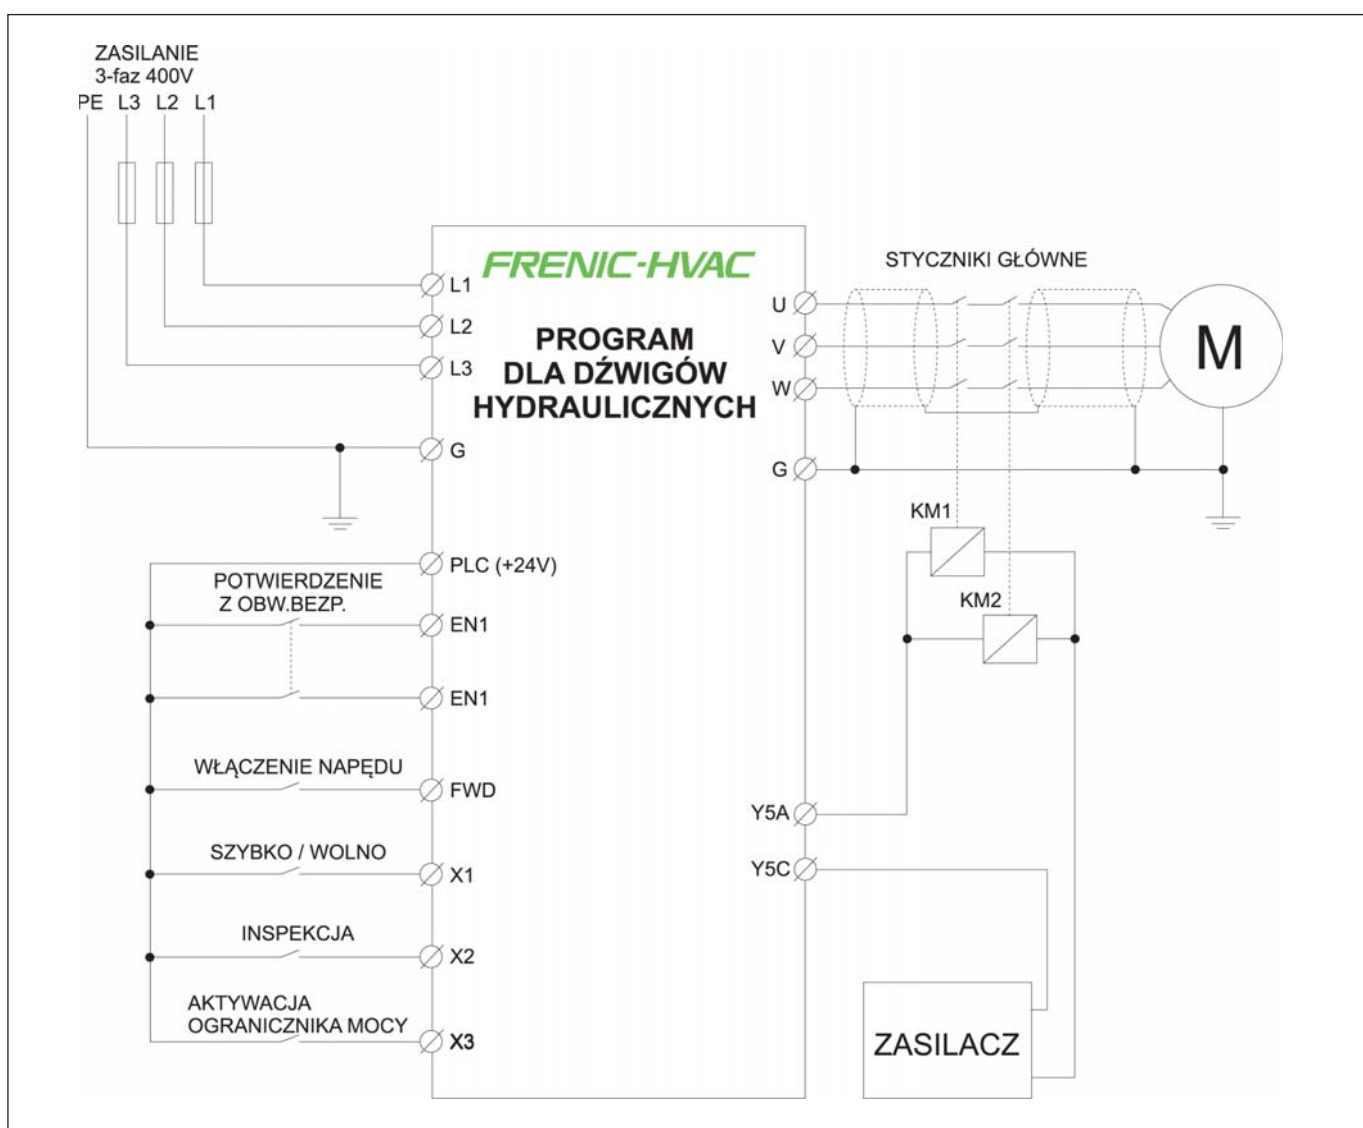 ZASILANIE
3-faz 400V
PE L3 L2 L1
FRENIC-HVAC
PROGRAM
DLA DŹWIGÓW
HYDRAULICZNYCH
L1
L2
L3
G
PLC (+24V)
POTWIERDZENIE
Z OBW.BEZP.
EN1
EN1
WŁĄCZENIE NAPĘDU
FWD
SZYBKO / WOLNO
X1
INSPEKCJA
X2
AKTYWACJA
OGRANICZNIKA MOCY
X3
STYCZNIKI GŁÓWNE
U
V
W
G
M
KM1
KM2
Y5A
Y5C
ZASILACZ